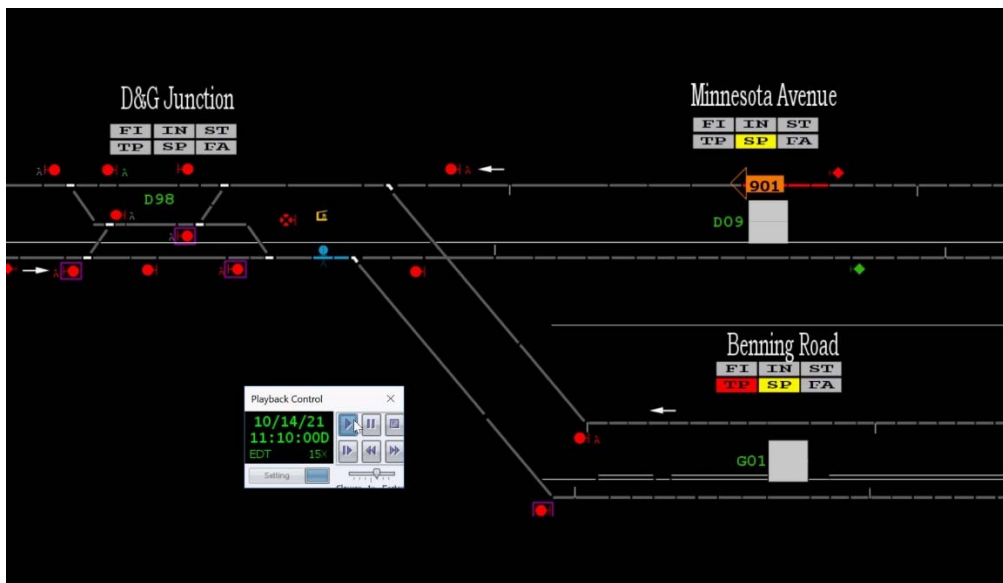 D&G Junction
FI IN ST
TP SP FA
Minnesota Avenue
FI IN ST
TP SP FA
901
D98
D09
Benning Road
FI IN ST
TP SP FA
G01
Playback Control
10/14/21
11:10:00D
EDT 15X
Setting